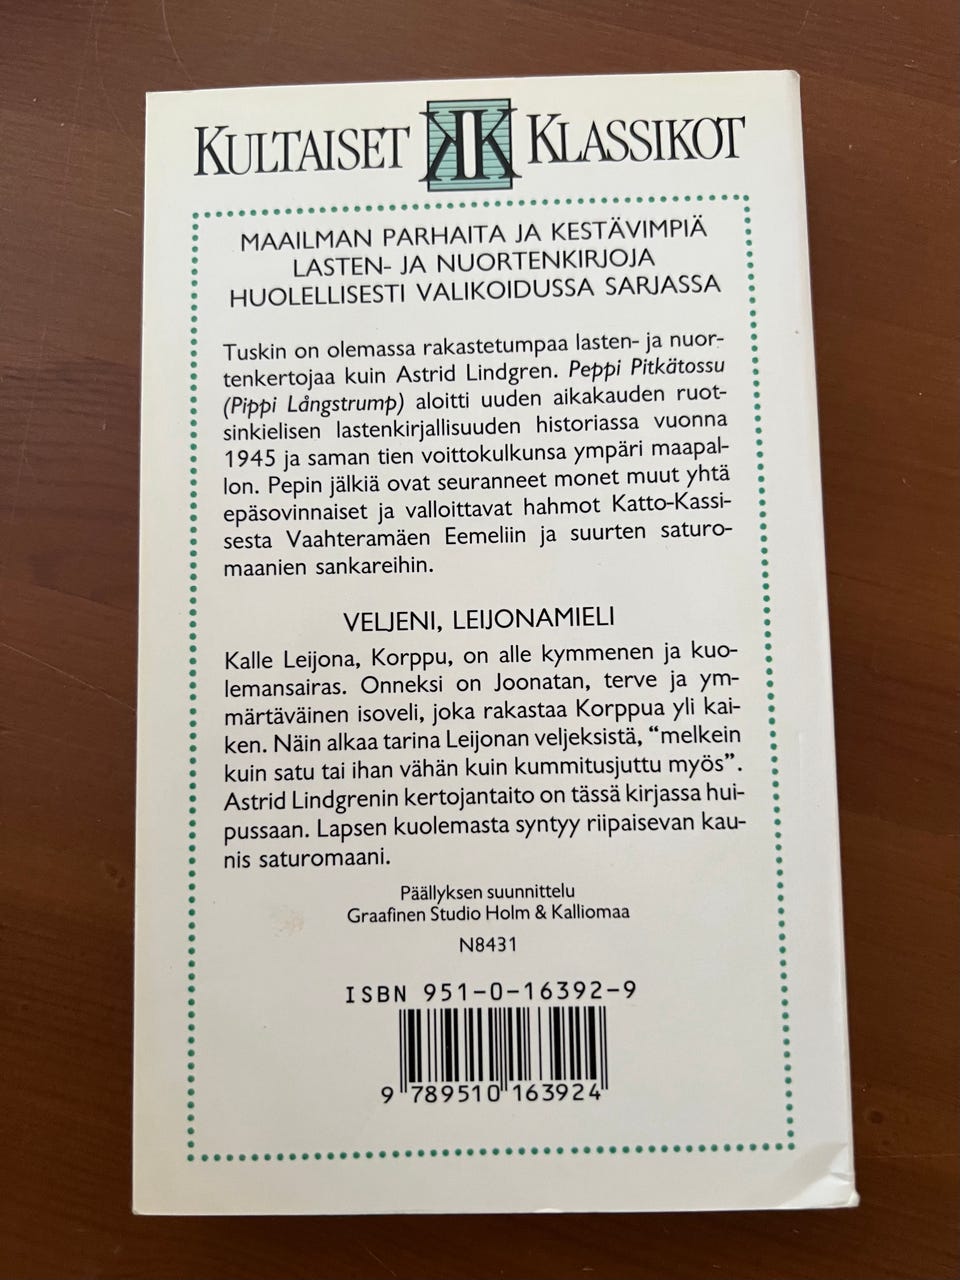 KULTAISET KK KLASSIKOT
MAAILMAN PARHAITA JA KESTÄVIMPIÄ
LASTEN- JA NUORTENKIRJOJA
HUOLELLISESTI VALIKOIDUSSA SARJASSA
Tuskin on olemassa rakastetumpaa lasten- ja nuor-
tenkertojaa kuin Astrid Lindgren. Peppi Pitkätossu
(Pippi Långstrump) aloitti uuden aikakauden ruot-
sinkielisen lastenkirjallisuuden historiassa vuonna
1945 ja saman tien voittokulkunsa ympäri maapal-
lon. Pepin jälkiä ovat seuranneet monet muut yhtä
epäsovinnaiset ja valloittavat hahmot Katto-Kassi-
sesta Vaahteramäen Eemeliin ja suurten saturo-
maanien sankareihin.
VELJENI, LEIJONAMIELI
Kalle Leijona, Korppu, on alle kymmenen ja kuo-
lemansairas. Onneksi on Joonatan, terve ja ym-
märtäväinen isoveli, joka rakastaa Korppua yli kai-
ken. Näin alkaa tarina Leijonan veljeksistä, “melkein
kuin satu tai ihan vähän kuin kummitusjuttu myös”.
Astrid Lindgrenin kertojantaito on tässä kirjassa hui-
pussaan. Lapsen kuolemasta syntyy riipaisevan kau-
nis saturomaani.
Päällyksen suunnittelu
Graafinen Studio Holm & Kalliomaa
N8431
ISBN 951-0-16392-9
9 789510 163924